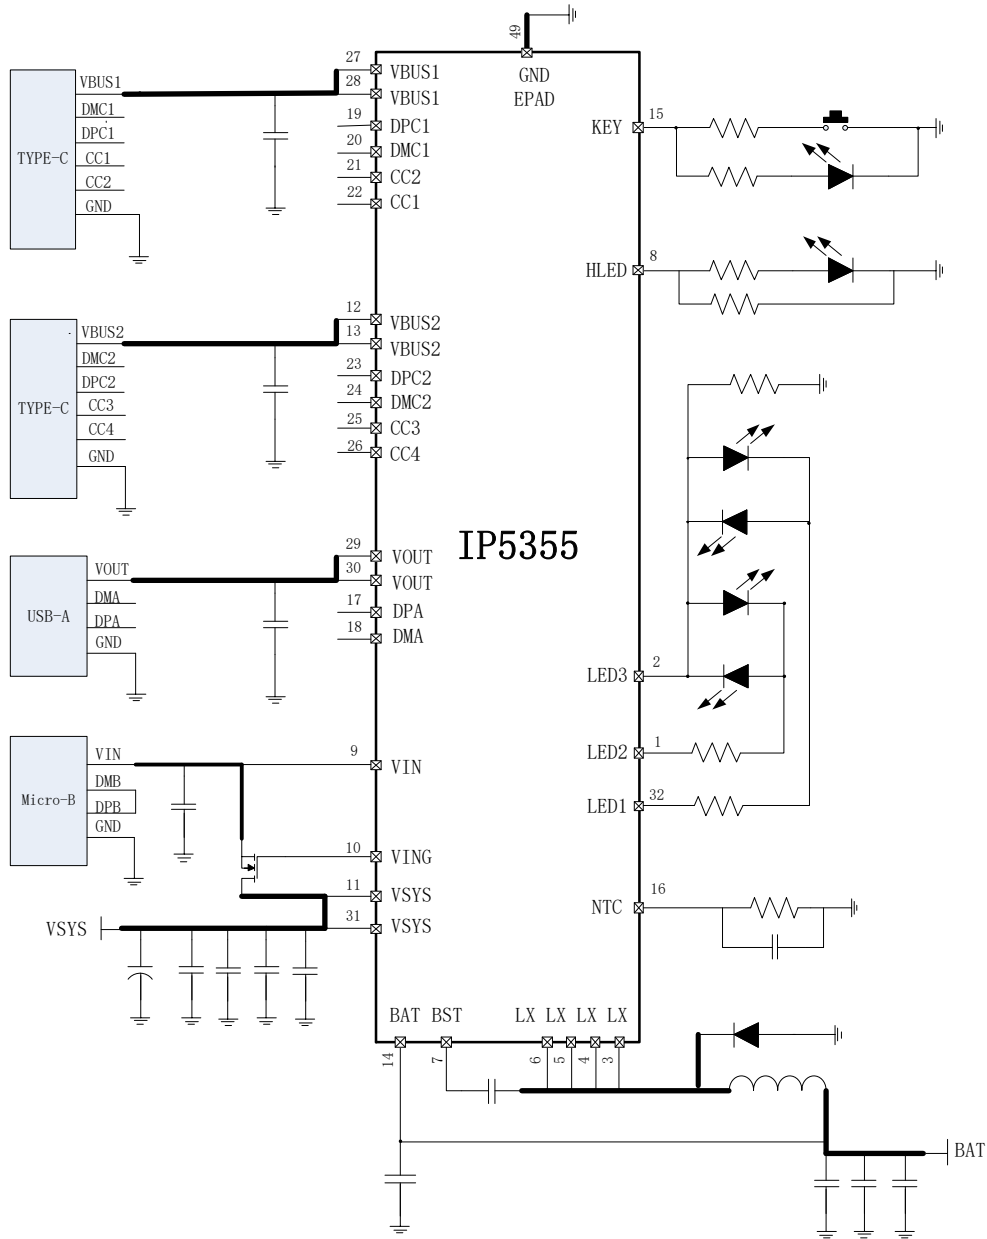 49
GND
EPAD
TYPE-C
VBUS1
DMC1
DPC1
CC1
CC2
GND
27 VBUS1
28 VBUS1
19 DPC1
20 DMC1
21 CC2
22 CC1
TYPE-C
VBUS2
DMC2
DPC2
CC3
CC4
GND
12 VBUS2
13 VBUS2
23 DPC2
24 DMC2
25 CC3
26 CC4
USB-A
VOUT
DMA
DPA
GND
29 VOUT
30 VOUT
17 DPA
18 DMA
Micro-B
VIN
DMB
DPB
GND
9 VIN
10 VING
11 VSYS
31 VSYS
VSYS
IP5355
KEY 15
HLED 8
LED3 2
LED2 1
LED1 32
NTC 16
BAT BST LX LX LX LX
14 7 6 5 4 3
BAT